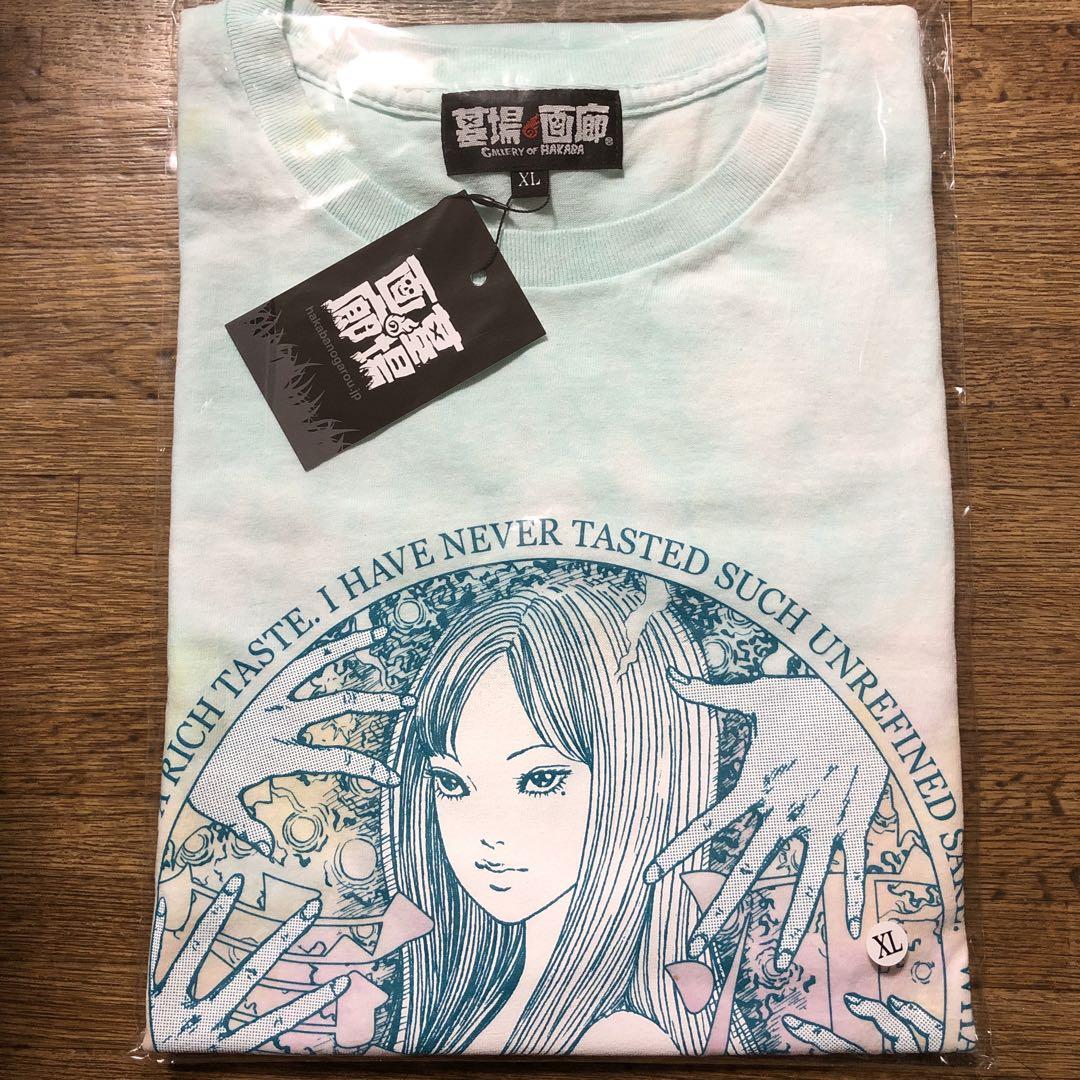 墓場の画廊®
GALLERY OF HAKABA
XL
墓場の画廊
hakabanogarou.jp
RICH TASTE. I HAVE NEVER TASTED SUCH UNREFINED
XL